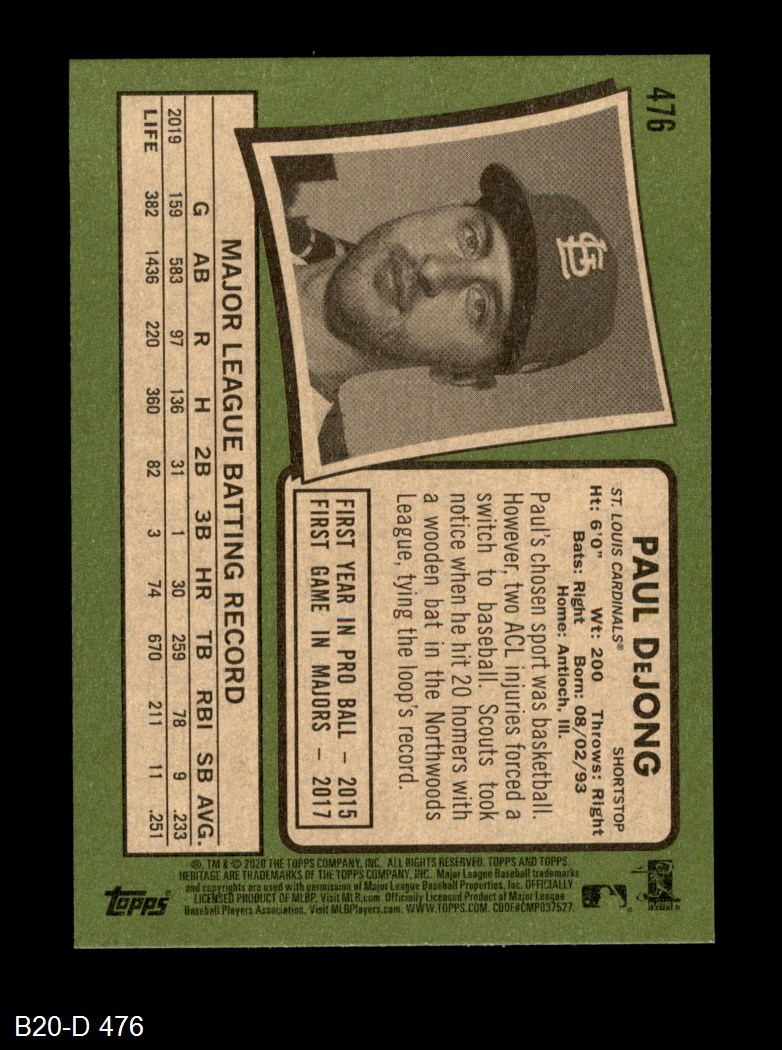 476
PAUL DeJONG
ST. LOUIS CARDINALS® SHORTSTOP
Ht: 6'0" Wt: 200 Throws: Right
Bats: Right Born: 08/02/93
Home: Antioch, Ill.
Paul's chosen sport was basketball.
However, two ACL injuries forced a
switch to baseball. Scouts took
notice when he hit 20 homers with
a wooden bat in the Northwoods
League, tying the loop's record.
FIRST YEAR IN PRO BALL – 2015
FIRST GAME IN MAJORS – 2017
MAJOR LEAGUE BATTING RECORD
G AB R H 2B 3B HR TB RBI SB AVG.
2019 159 583 97 136 31 1 30 259 78 9 .233
LIFE 382 1436 220 360 82 3 74 670 211 11 .251
®, TM & © 2020 THE TOPPS COMPANY, INC. ALL RIGHTS RESERVED. TOPPS AND TOPPS
HERITAGE ARE TRADEMARKS OF THE TOPPS COMPANY, INC. Major League Baseball trademarks
and copyrights are used with permission of Major League Baseball Properties, Inc. OFFICIALLY
LICENSED PRODUCT OF MLBP. Visit MLB.com Officially Licensed Product of Major League
Baseball Players Association. Visit MLBPlayers.com. WWW.TOPPS.COM. CODE#CMP037527.
Topps®
B20-D 476